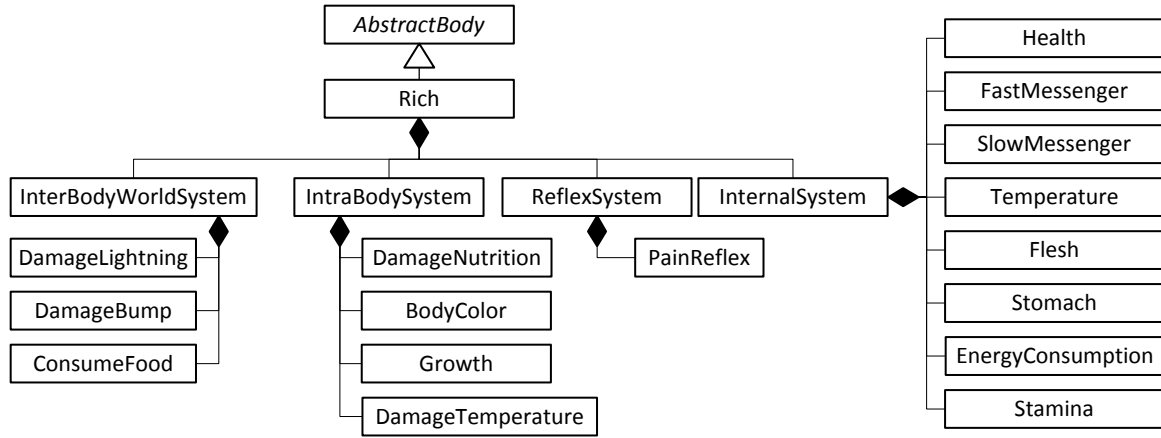 AbstractBody
Rich
InterBodyWorldSystem
IntraBodySystem
ReflexSystem
InternalSystem
DamageLightning
DamageBump
ConsumeFood
DamageNutrition
BodyColor
Growth
DamageTemperature
PainReflex
Health
FastMessenger
SlowMessenger
Temperature
Flesh
Stomach
EnergyConsumption
Stamina